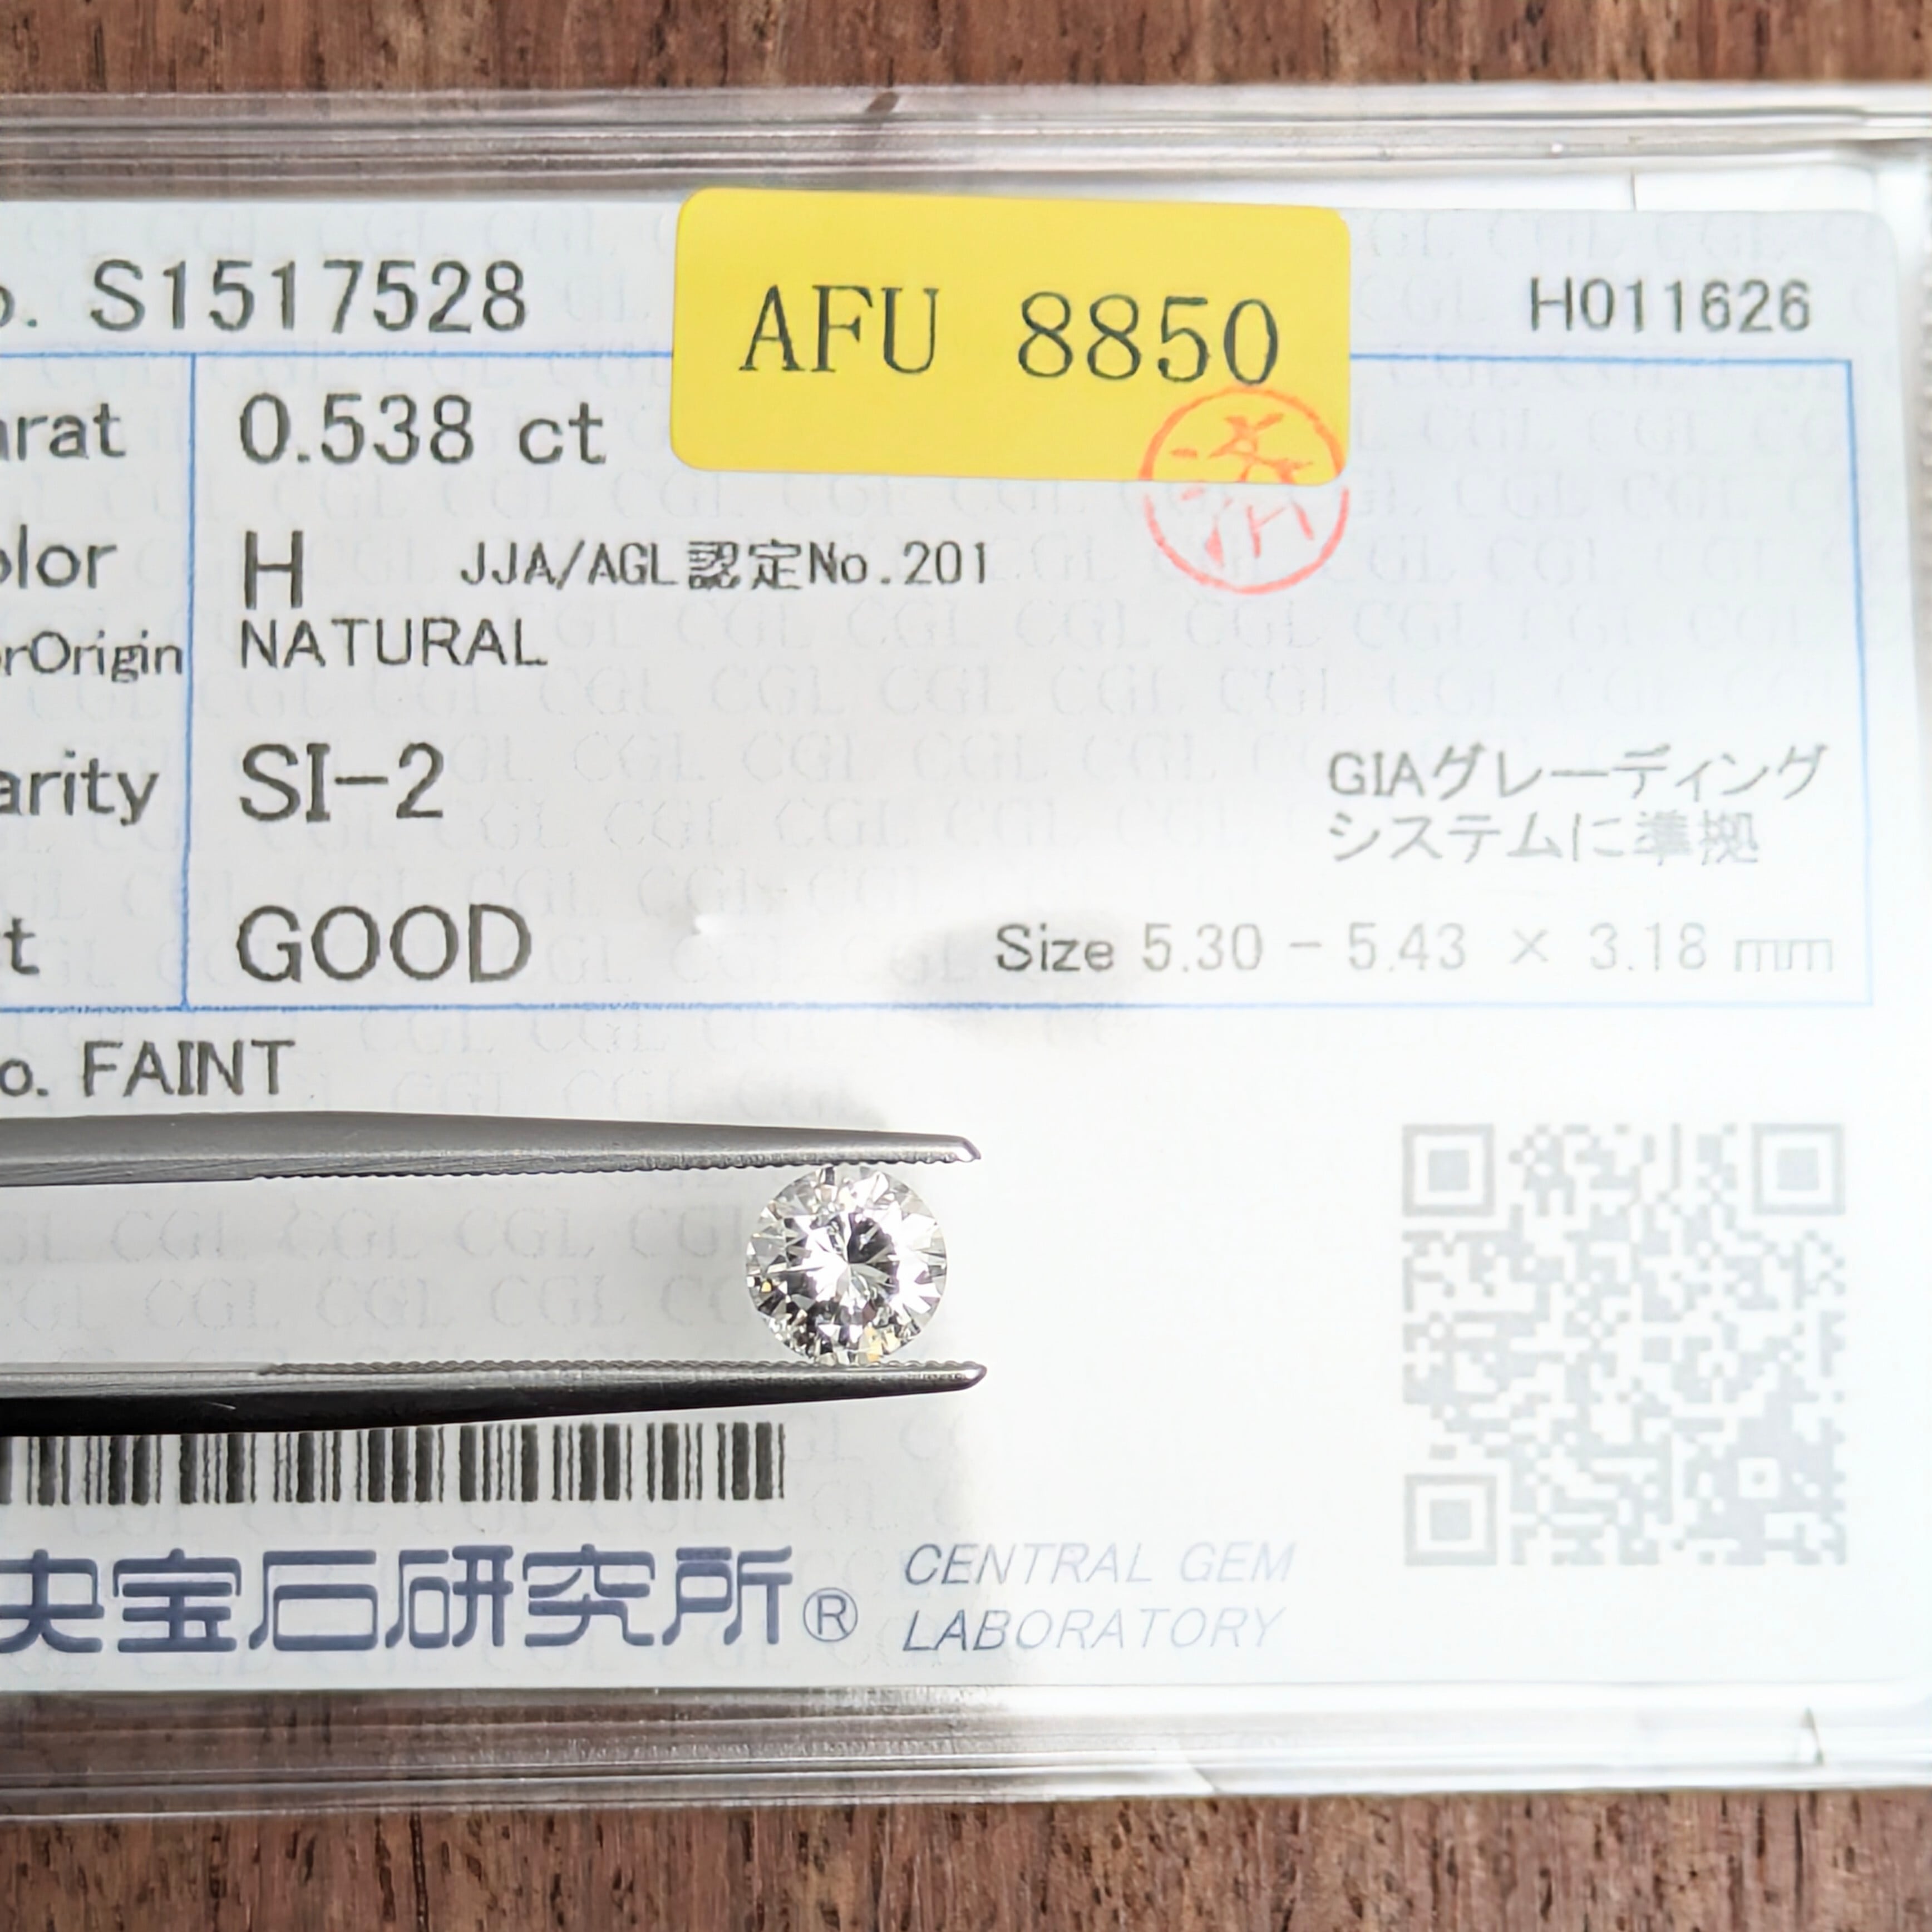 o. S1517528
AFU 8850
H011626
arat 0.538 ct
olor H JJA/AGL認定No.201
rOrigin NATURAL
arity SI-2
GIAグレーディング
システムに準拠
t GOOD
Size 5.30 - 5.43 × 3.18 mm
o. FAINT
央宝石研究所®
CENTRAL GEM
LABORATORY